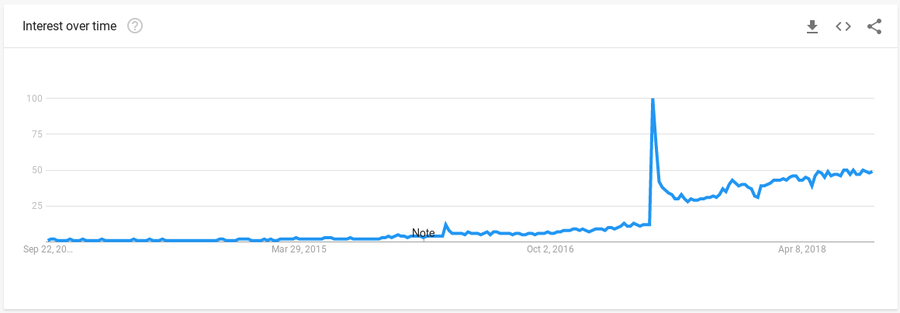 Interest over time
100
75
50
25
Note
Sep 22, 20...
Mar 29, 2015
Oct 2, 2016
Apr 8, 2018